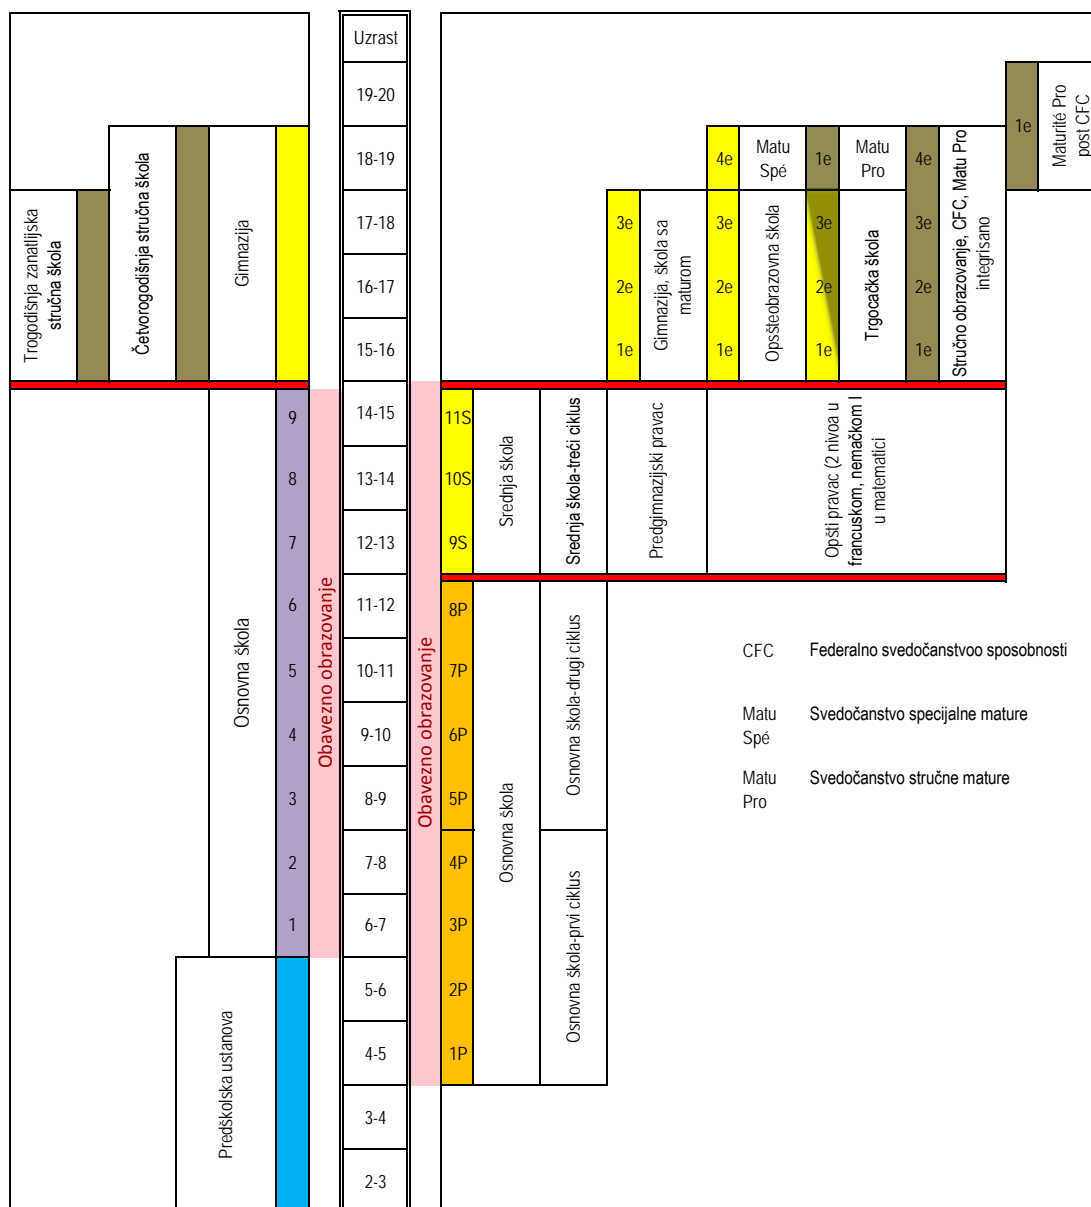 Uzrast
19-20
18-19
17-18
16-17
15-16
14-15
13-14
12-13
11-12
10-11
9-10
8-9
7-8
6-7
5-6
4-5
3-4
2-3
Trogodišnja zanatlijska
stručna škola
Četvorogodišnja stručna škola
Gimnazija
Osnovna škola
9
8
7
6
5
4
3
2
1
Predškolska ustanova
Obavezno obrazovanje
Obavezno obrazovanje
11S
10S
9S
8P
7P
6P
5P
4P
3P
2P
1P
Srednja škola
Osnovna škola
Srednja škola-treći ciklus
Osnovna škola-drugi ciklus
Osnovna škola-prvi ciklus
Predgimnazijski pravac
Opšti pravac (2 nivoa u
francuskom, nemačkom I
u matematici
3e
2e
1e
Gimnazija, škola sa
maturom
4e
3e
2e
1e
Matu
Spé
Opsšteobrazovna škola
1e
3e
2e
1e
Matu
Pro
Trgocačka škola
4e
3e
2e
1e
Stručno obrazovanje, CFC, Matu Pro
integrisano
1e
Maturité Pro
post CFC
CFC Federalno svedočanstvoo sposobnosti
Matu Svedočanstvo specijalne mature
Spé
Matu Svedočanstvo stručne mature
Pro